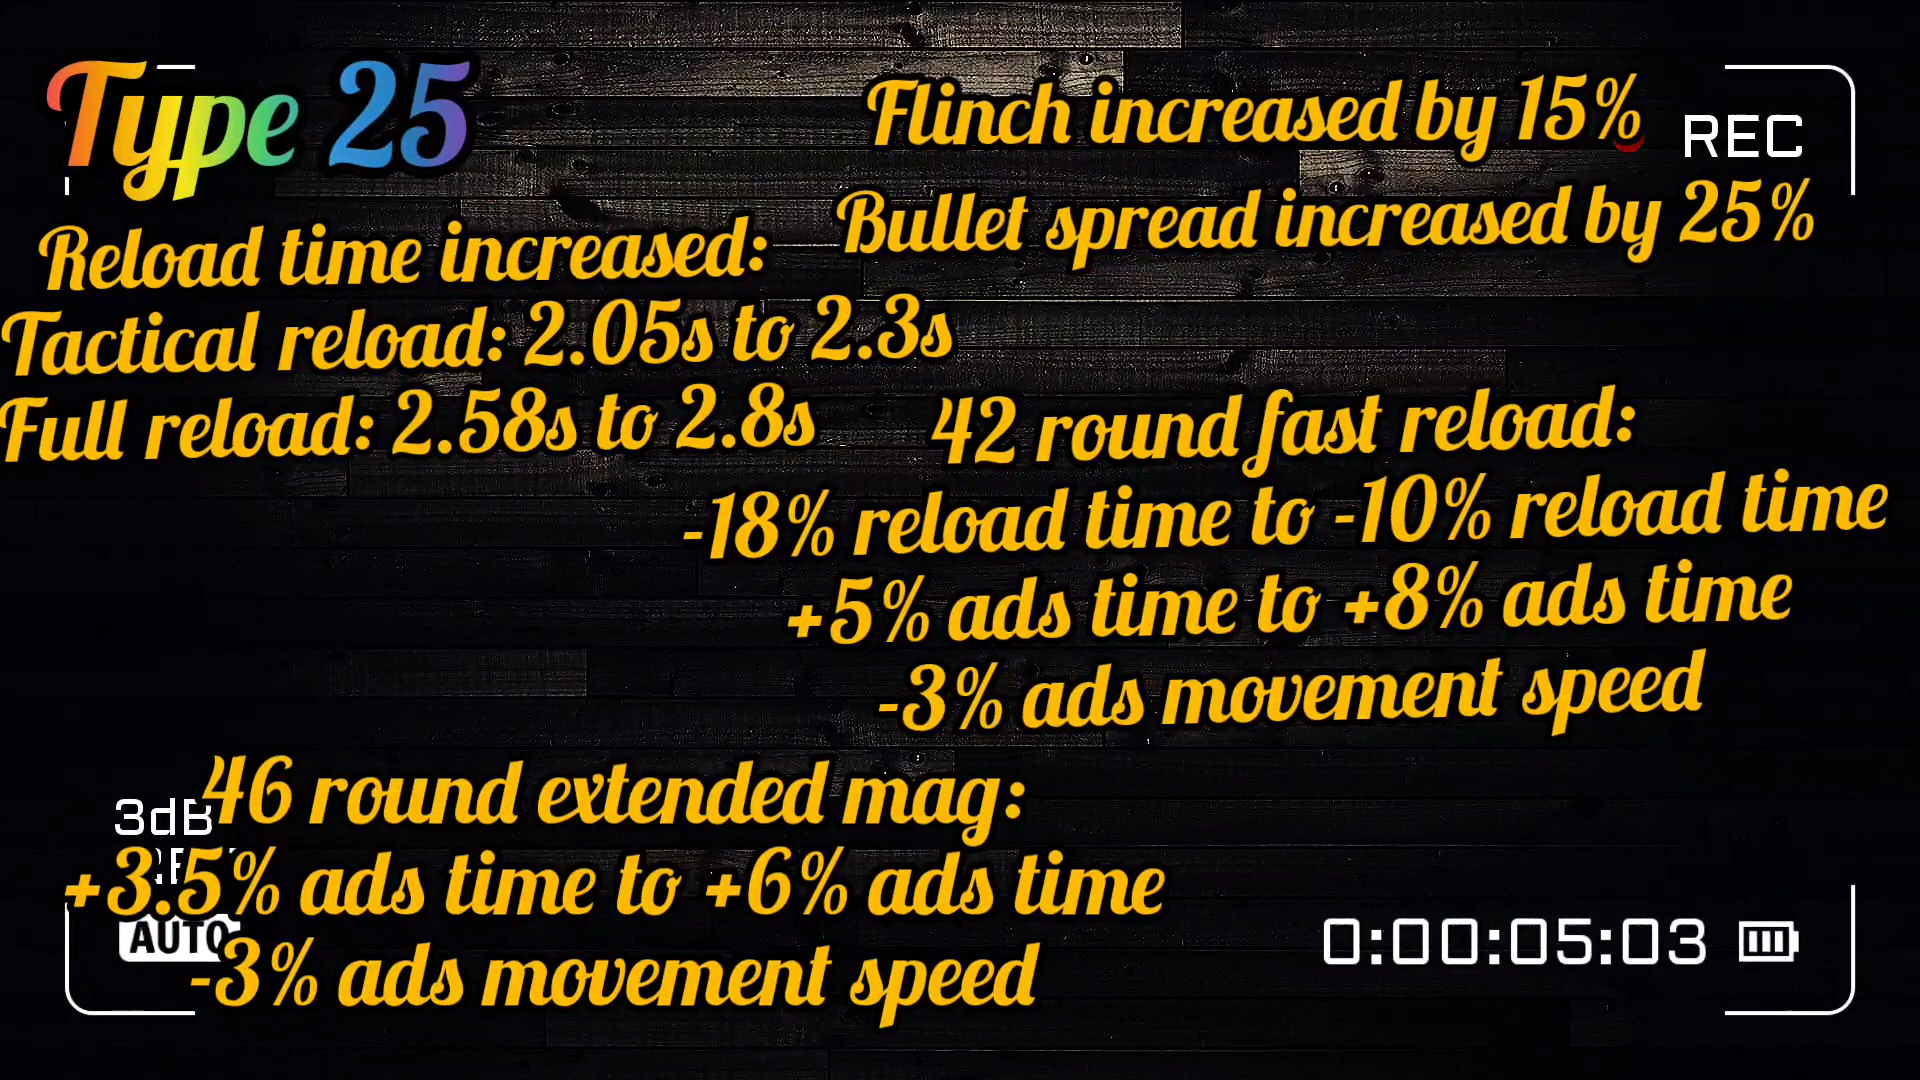 Type 25
Reload time increased:
Tactical reload: 2.05s to 2.3s
Full reload: 2.58s to 2.8s
Flinch increased by 15%
REC
Bullet spread increased by 25%
42 round fast reload:
-18% reload time to -10% reload time
+5% ads time to +8% ads time
-3% ads movement speed
46 round extended mag:
+3.5% ads time to +6% ads time
-3% ads movement speed
3dB
AUTO
0:00:05:03